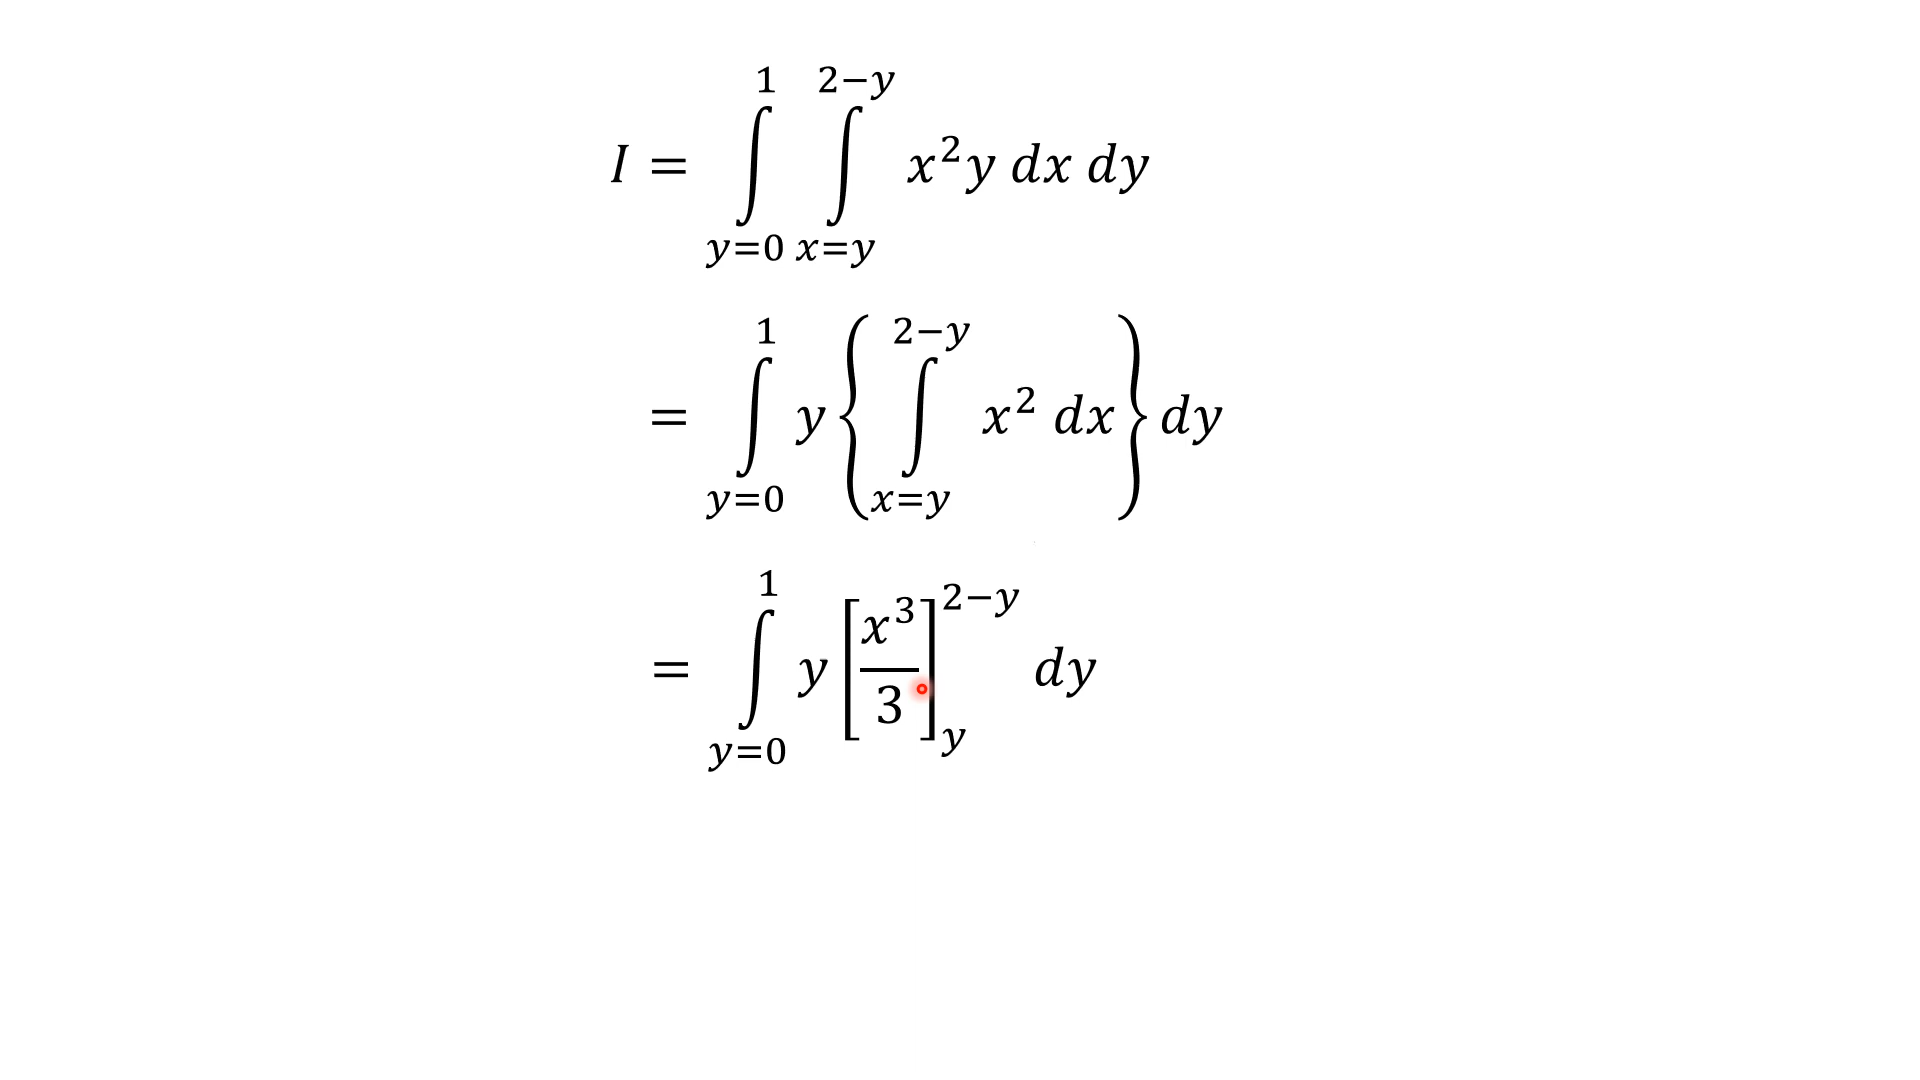 I = ∫_{y=0}^{1} ∫_{x=y}^{2−y} x²y dx dy
= ∫_{y=0}^{1} y { ∫_{x=y}^{2−y} x² dx } dy
= ∫_{y=0}^{1} y [x³/3]_{y}^{2−y} dy